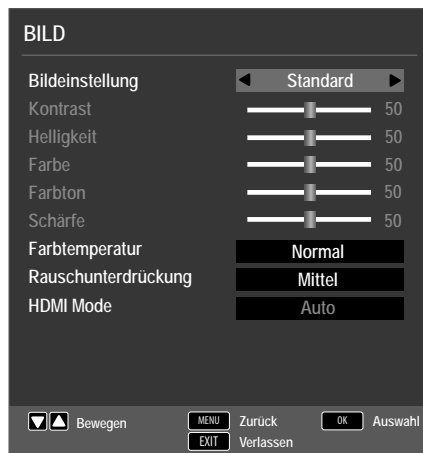 BILD
Bildeinstellung Standard
Kontrast 50
Helligkeit 50
Farbe 50
Farbton 50
Schärfe 50
Farbtemperatur Normal
Rauschunterdrückung Mittel
HDMI Mode Auto
Bewegen MENU Zurück OK Auswahl
EXIT Verlassen